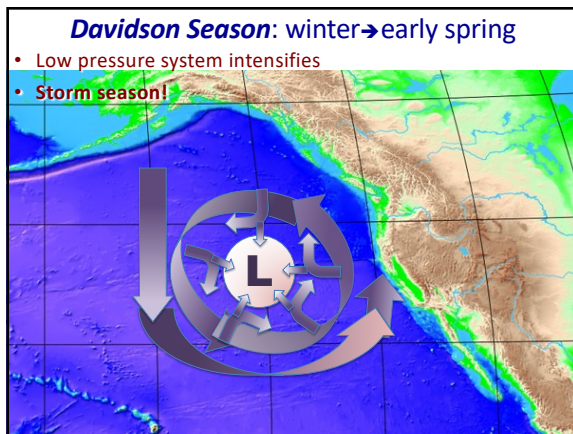 Davidson Season: winter→early spring
• Low pressure system intensifies
• Storm season!
L